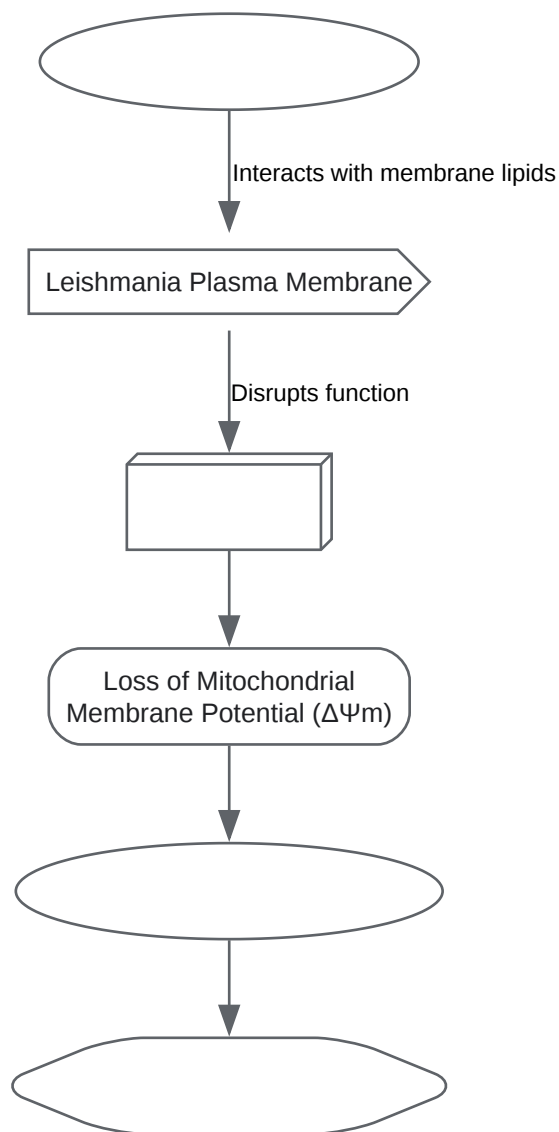 Interacts with membrane lipids
Leishmania Plasma Membrane
Disrupts function
Loss of Mitochondrial
Membrane Potential (ΔΨm)